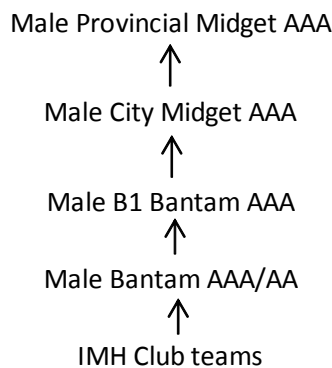 Male Provincial Midget AAA
Male City Midget AAA
Male B1 Bantam AAA
Male Bantam AAA/AA
IMH Club teams